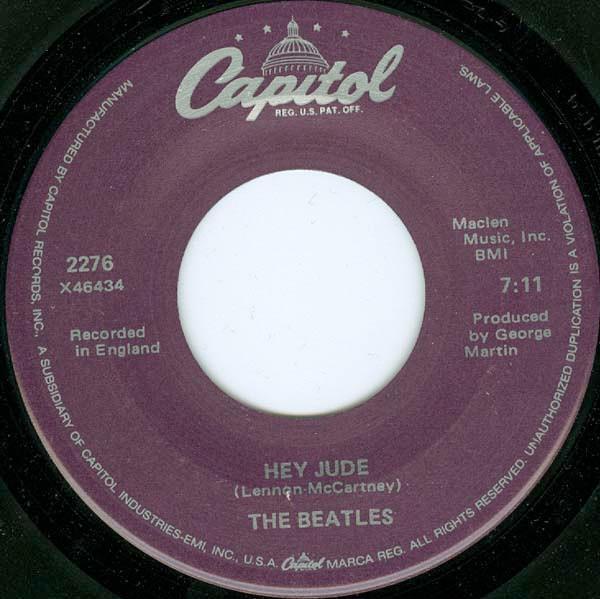 Capitol
REG. U.S. PAT. OFF.
2276
X46434
Recorded
in England
Maclen
Music, Inc.
BMI
7:11
Produced
by George
Martin
HEY JUDE
(Lennon-McCartney)
THE BEATLES
MANUFACTURED BY CAPITOL RECORDS, INC., A SUBSIDIARY OF CAPITOL INDUSTRIES-EMI, INC., U.S.A. Capitol MARCA REG. ALL RIGHTS RESERVED. UNAUTHORIZED DUPLICATION IS A VIOLATION OF APPLICABLE LAWS